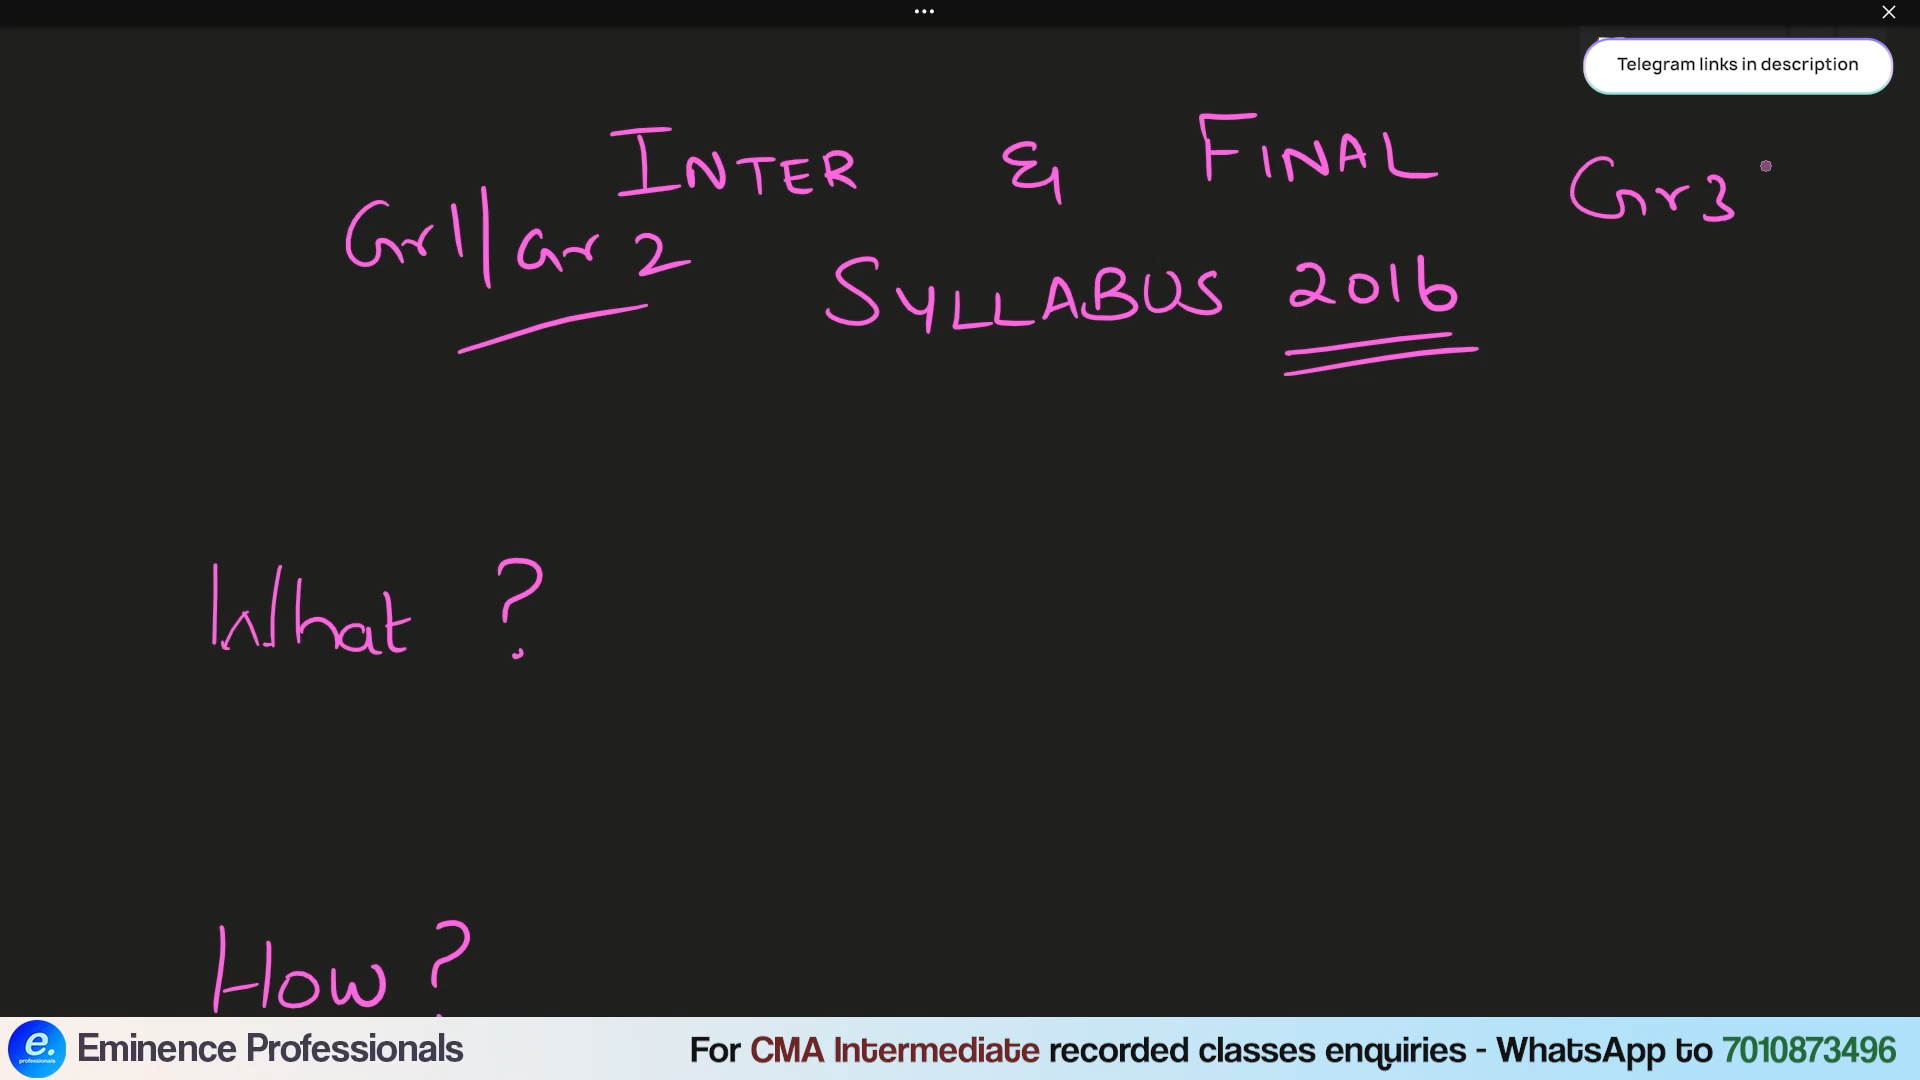 Telegram links in description
INTER & FINAL
Gr1/Gr 2
Gr3
SYLLABUS 2016
What ?
How ?
e.
professionals
Eminence Professionals
For CMA Intermediate recorded classes enquiries - WhatsApp to 7010873496